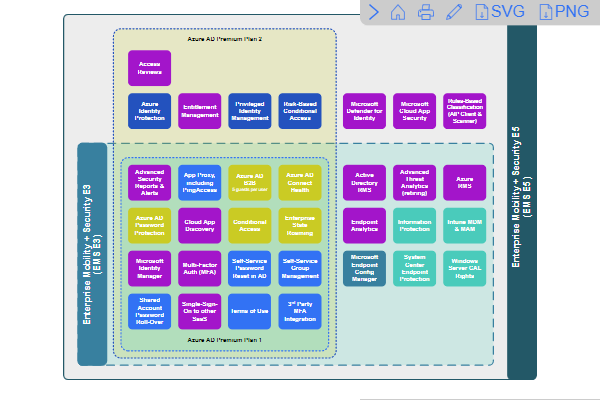 SVG
PNG
Azure AD Premium Plan 2
Access
Reviews
Azure
Identity
Protection
Entitlement
Management
Privileged
Identity
Management
Risk-Based
Conditional
Access
Microsoft
Defender for
Identity
Microsoft
Cloud App
Security
Rules-Based
Classification
(AIP Client &
Scanner)
Enterprise Mobility + Security E3
(EMS E3)
Enterprise Mobility + Security E5
(EMS E5)
Advanced
Security
Reports &
Alerts
App Proxy,
including
PingAccess
Azure AD
B2B
Azure AD
Connect
Health
Active
Directory
RMS
Advanced
Threat
Analytics
(retiring)
Azure
RMS
Azure AD
Password
Protection
Cloud App
Discovery
Conditional
Access
Enterprise
State
Roaming
Endpoint
Analytics
Information
Protection
Intune MDM
& MAM
Microsoft
Identity
Manager
Multi-Factor
Auth (MFA)
Self-Service
Password
Reset in AD
Self-Service
Group
Management
Microsoft
Endpoint
Config
Manager
System
Center
Endpoint
Protection
Windows
Server CAL
Rights
Shared
Account
Password
Roll-Over
Single-Sign-
On to other
SaaS
Terms of Use
3rd Party
MFA
Integration
Azure AD Premium Plan 1